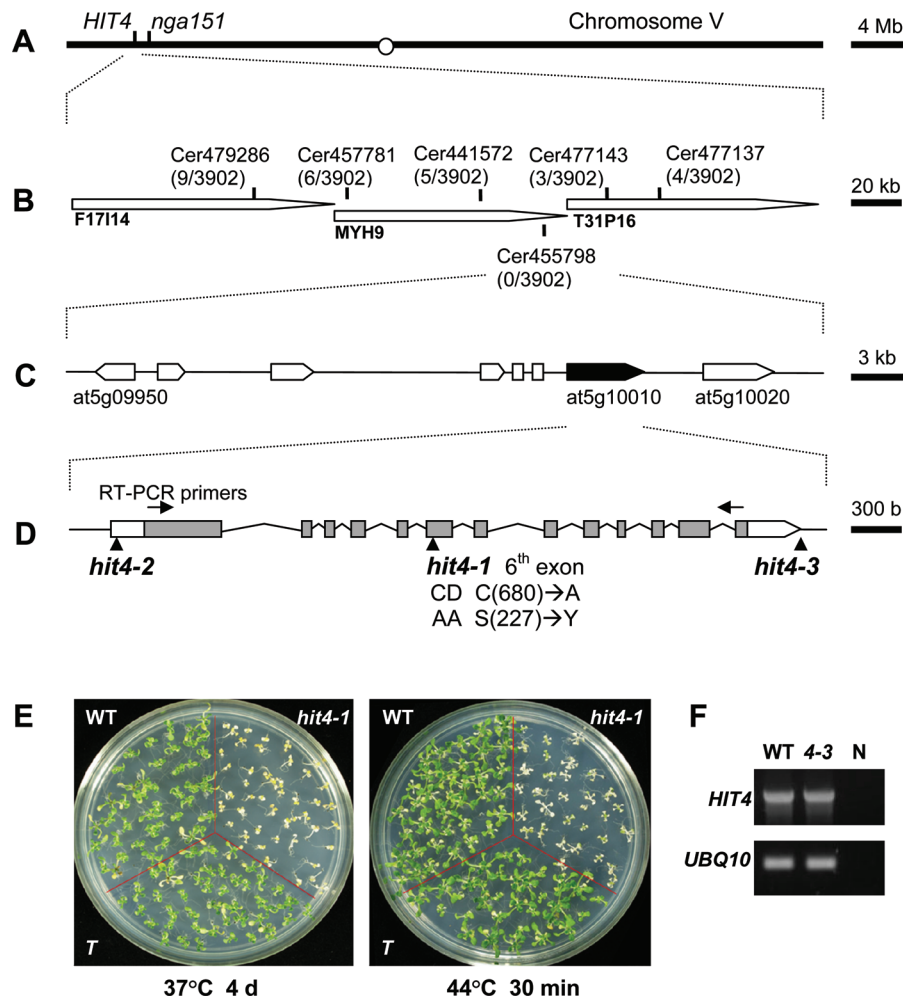 HIT4 nga151 Chromosome V
A 4 Mb
Cer479286 Cer457781 Cer441572 Cer477143 Cer477137
(9/3902) (6/3902) (5/3902) (3/3902) (4/3902)
B 20 kb
F17I14 MYH9 T31P16
Cer455798
(0/3902)
C 3 kb
at5g09950 at5g10010 at5g10020
RT-PCR primers
D 300 b
hit4-2 hit4-1 6th exon hit4-3
CD C(680)→A
AA S(227)→Y
E WT hit4-1 WT hit4-1 F
WT 4-3 N
HIT4
UBQ10
T T
37°C 4 d 44°C 30 min